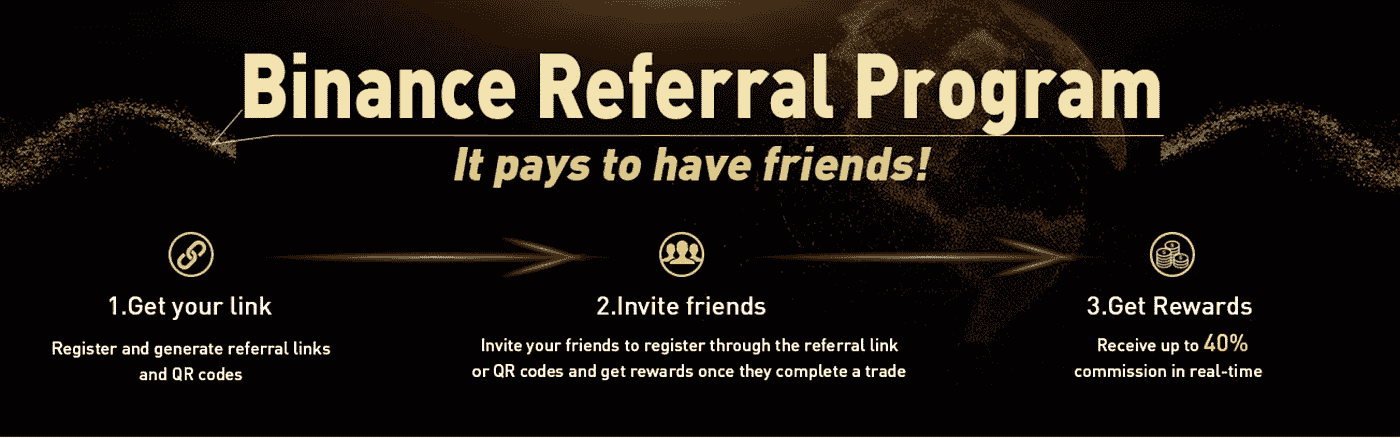 Binance Referral Program
It pays to have friends!
1.Get your link
Register and generate referral links
and QR codes
2.Invite friends
Invite your friends to register through the referral link
or QR codes and get rewards once they complete a trade
3.Get Rewards
Receive up to 40%
commission in real-time